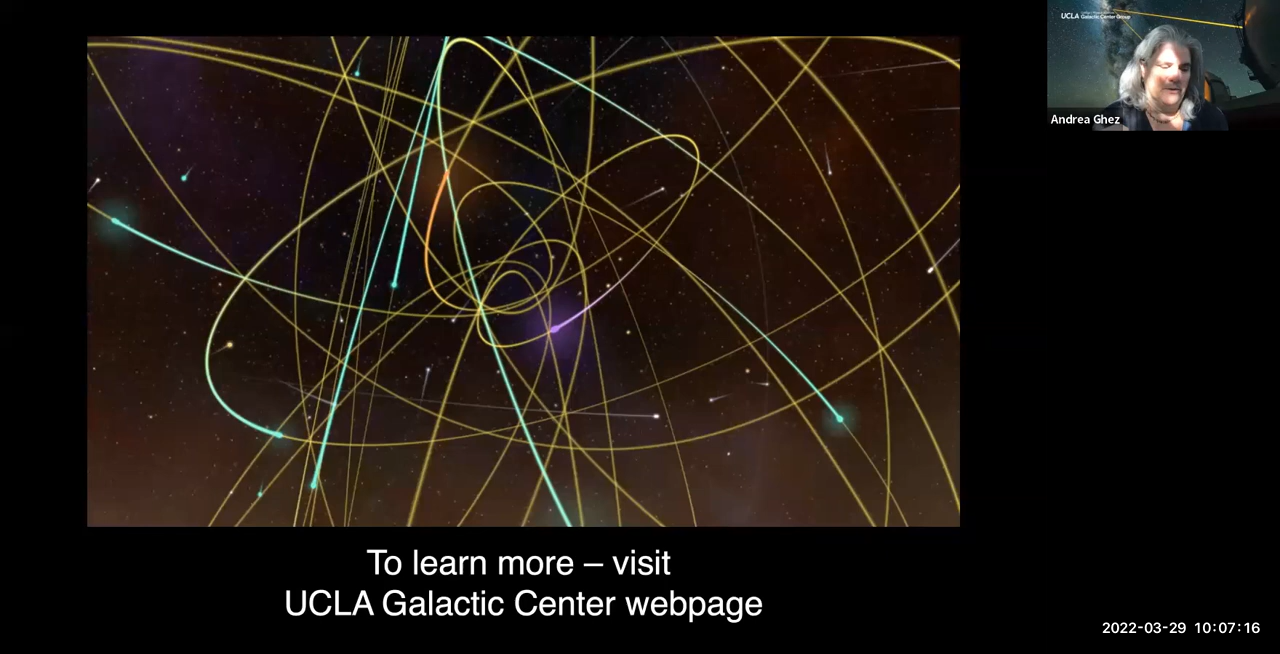 UCLA Galactic Center Group
Andrea Ghez
To learn more – visit
UCLA Galactic Center webpage
2022-03-29 10:07:16